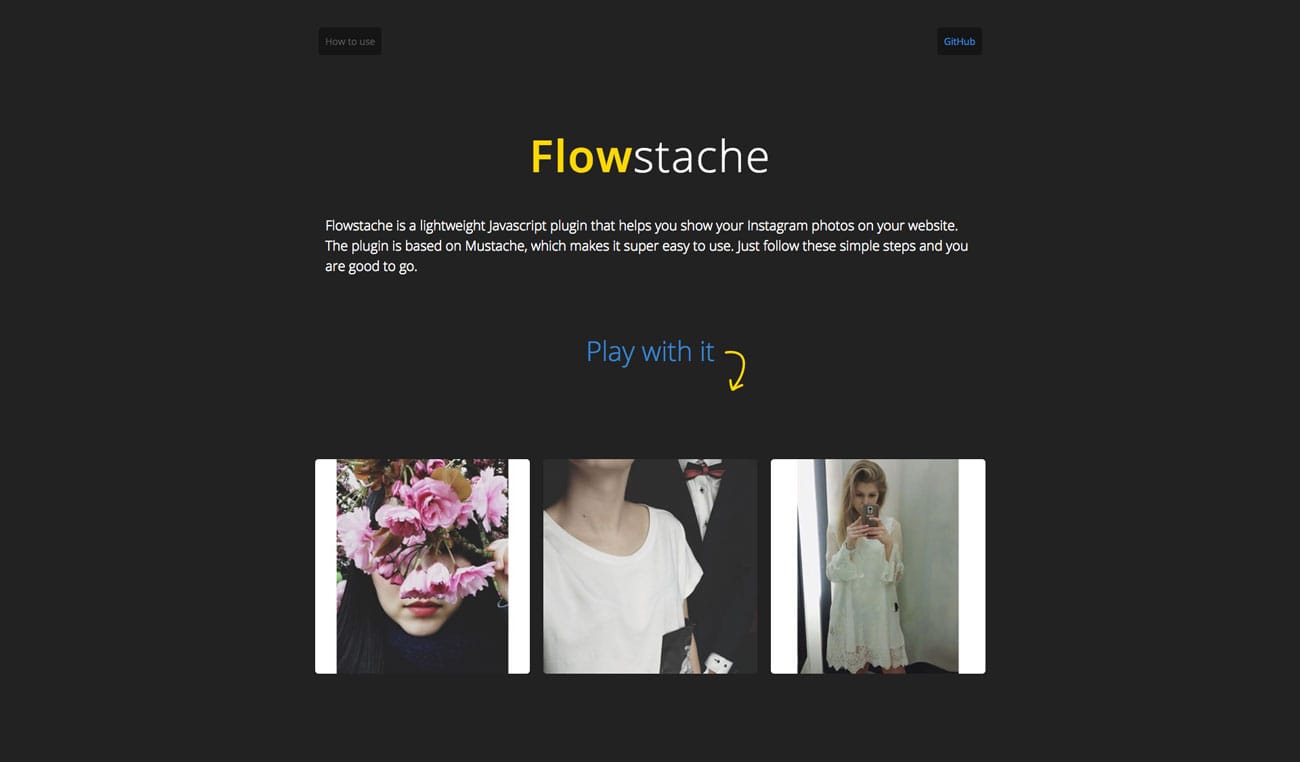 How to use
GitHub
Flowstache
Flowstache is a lightweight Javascript plugin that helps you show your Instagram photos on your website.
The plugin is based on Mustache, which makes it super easy to use. Just follow these simple steps and you
are good to go.
Play with it